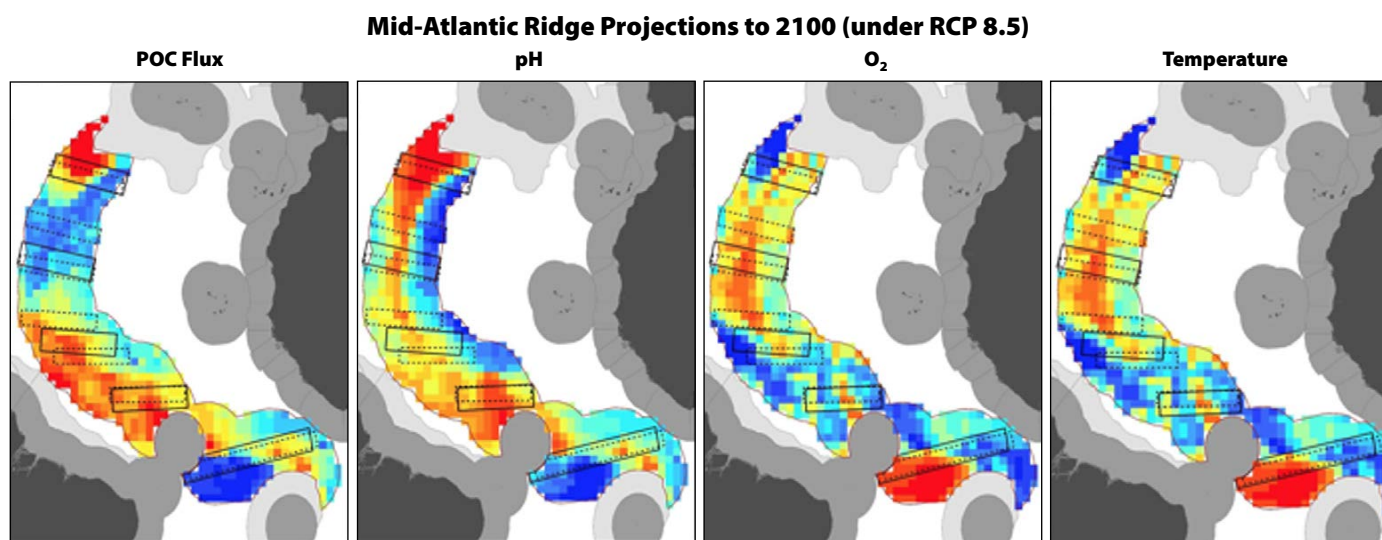 Mid-Atlantic Ridge Projections to 2100 (under RCP 8.5)
POC Flux
pH
O₂
Temperature